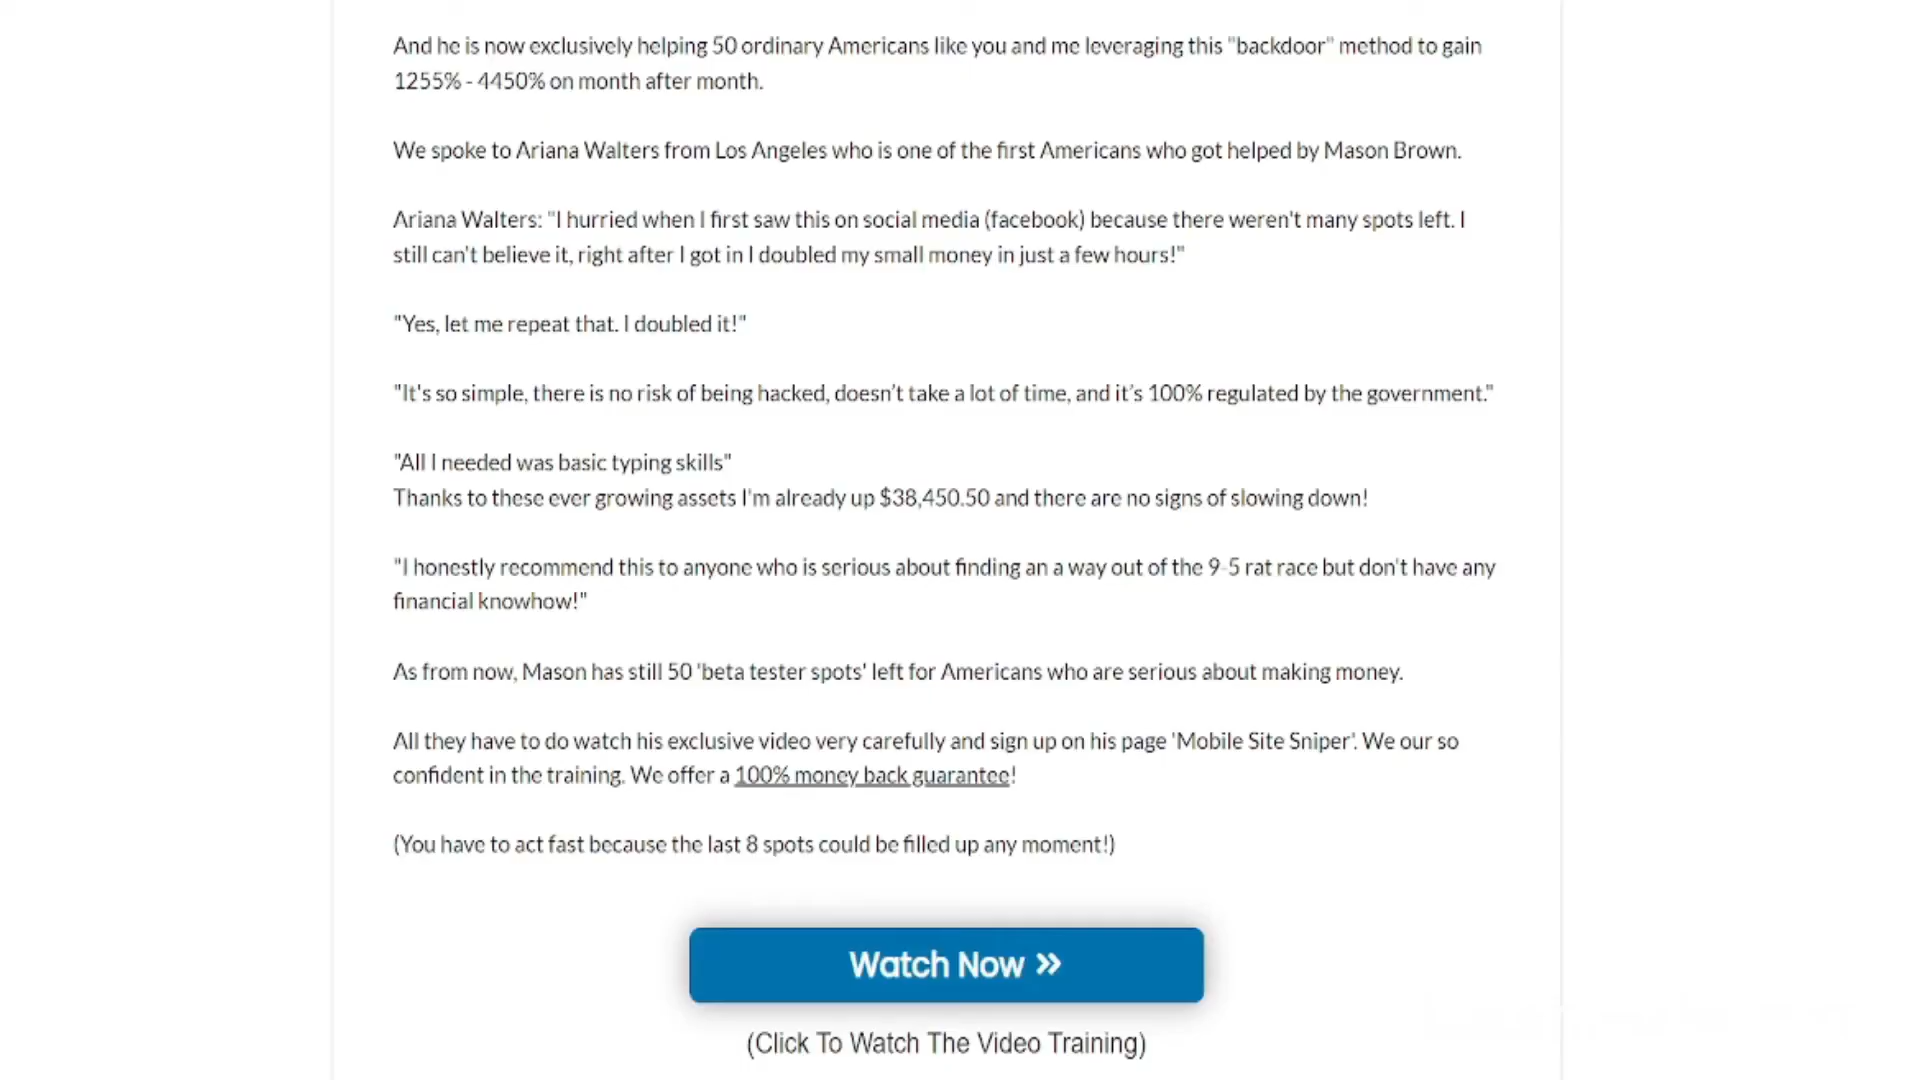 And he is now exclusively helping 50 ordinary Americans like you and me leveraging this "backdoor" method to gain
1255% - 4450% on month after month.
We spoke to Ariana Walters from Los Angeles who is one of the first Americans who got helped by Mason Brown.
Ariana Walters: "I hurried when I first saw this on social media (facebook) because there weren't many spots left. I
still can't believe it, right after I got in I doubled my small money in just a few hours!"
"Yes, let me repeat that. I doubled it!"
"It's so simple, there is no risk of being hacked, doesn’t take a lot of time, and it’s 100% regulated by the government."
"All I needed was basic typing skills"
Thanks to these ever growing assets I'm already up $38,450.50 and there are no signs of slowing down!
"I honestly recommend this to anyone who is serious about finding an a way out of the 9-5 rat race but don't have any
financial knowhow!"
As from now, Mason has still 50 'beta tester spots' left for Americans who are serious about making money.
All they have to do watch his exclusive video very carefully and sign up on his page 'Mobile Site Sniper'. We our so
confident in the training. We offer a 100% money back guarantee!
(You have to act fast because the last 8 spots could be filled up any moment!)
Watch Now »
(Click To Watch The Video Training)